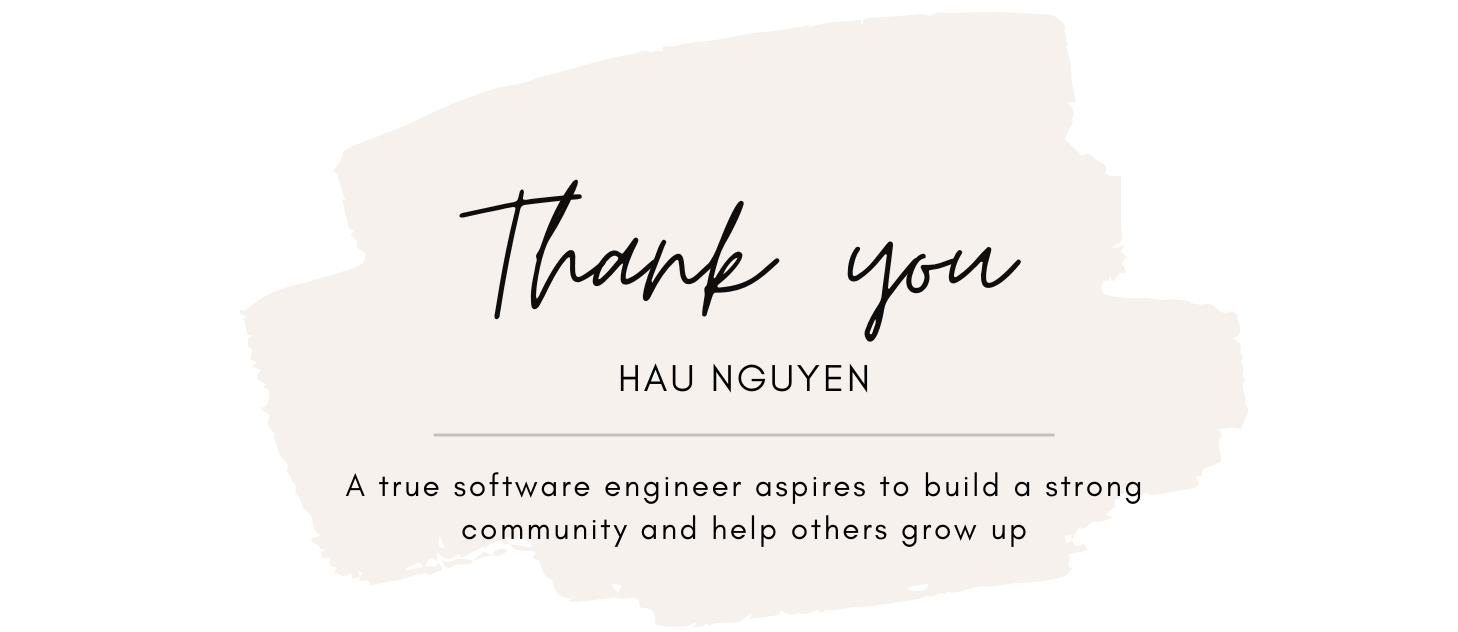 Thank you
HAU NGUYEN
A true software engineer aspires to build a strong
community and help others grow up